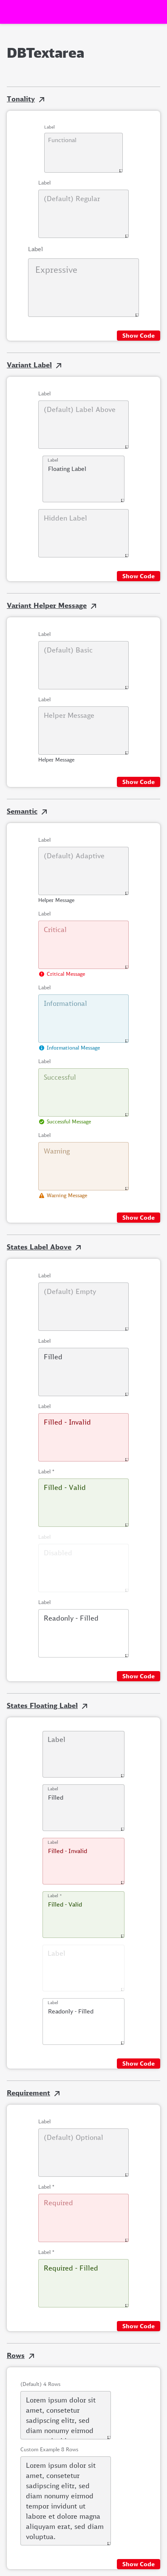 DBTextarea
Tonality
Label
Functional
Label
(Default) Regular
Label
Expressive
Show Code
Variant Label
Label
(Default) Label Above
Label
Floating Label
Hidden Label
Show Code
Variant Helper Message
Label
(Default) Basic
Label
Helper Message
Helper Message
Show Code
Semantic
Label
(Default) Adaptive
Helper Message
Label
Critical
Critical Message
Label
Informational
Informational Message
Label
Successful
Successful Message
Label
Warning
Warning Message
Show Code
States Label Above
Label
(Default) Empty
Label
Filled
Label
Filled - Invalid
Label *
Filled - Valid
Label
Disabled
Label
Readonly - Filled
Show Code
States Floating Label
Label
Label
Filled
Label
Filled - Invalid
Label *
Filled - Valid
Label
Label
Readonly - Filled
Show Code
Requirement
Label
(Default) Optional
Label *
Required
Label *
Required - Filled
Show Code
Rows
(Default) 4 Rows
Lorem ipsum dolor sit
amet, consetetur
sadipscing elitr, sed
diam nonumy eirmod
Custom Example 8 Rows
Lorem ipsum dolor sit
amet, consetetur
sadipscing elitr, sed
diam nonumy eirmod
tempor invidunt ut
labore et dolore magna
aliquyam erat, sed diam
voluptua.
Show Code